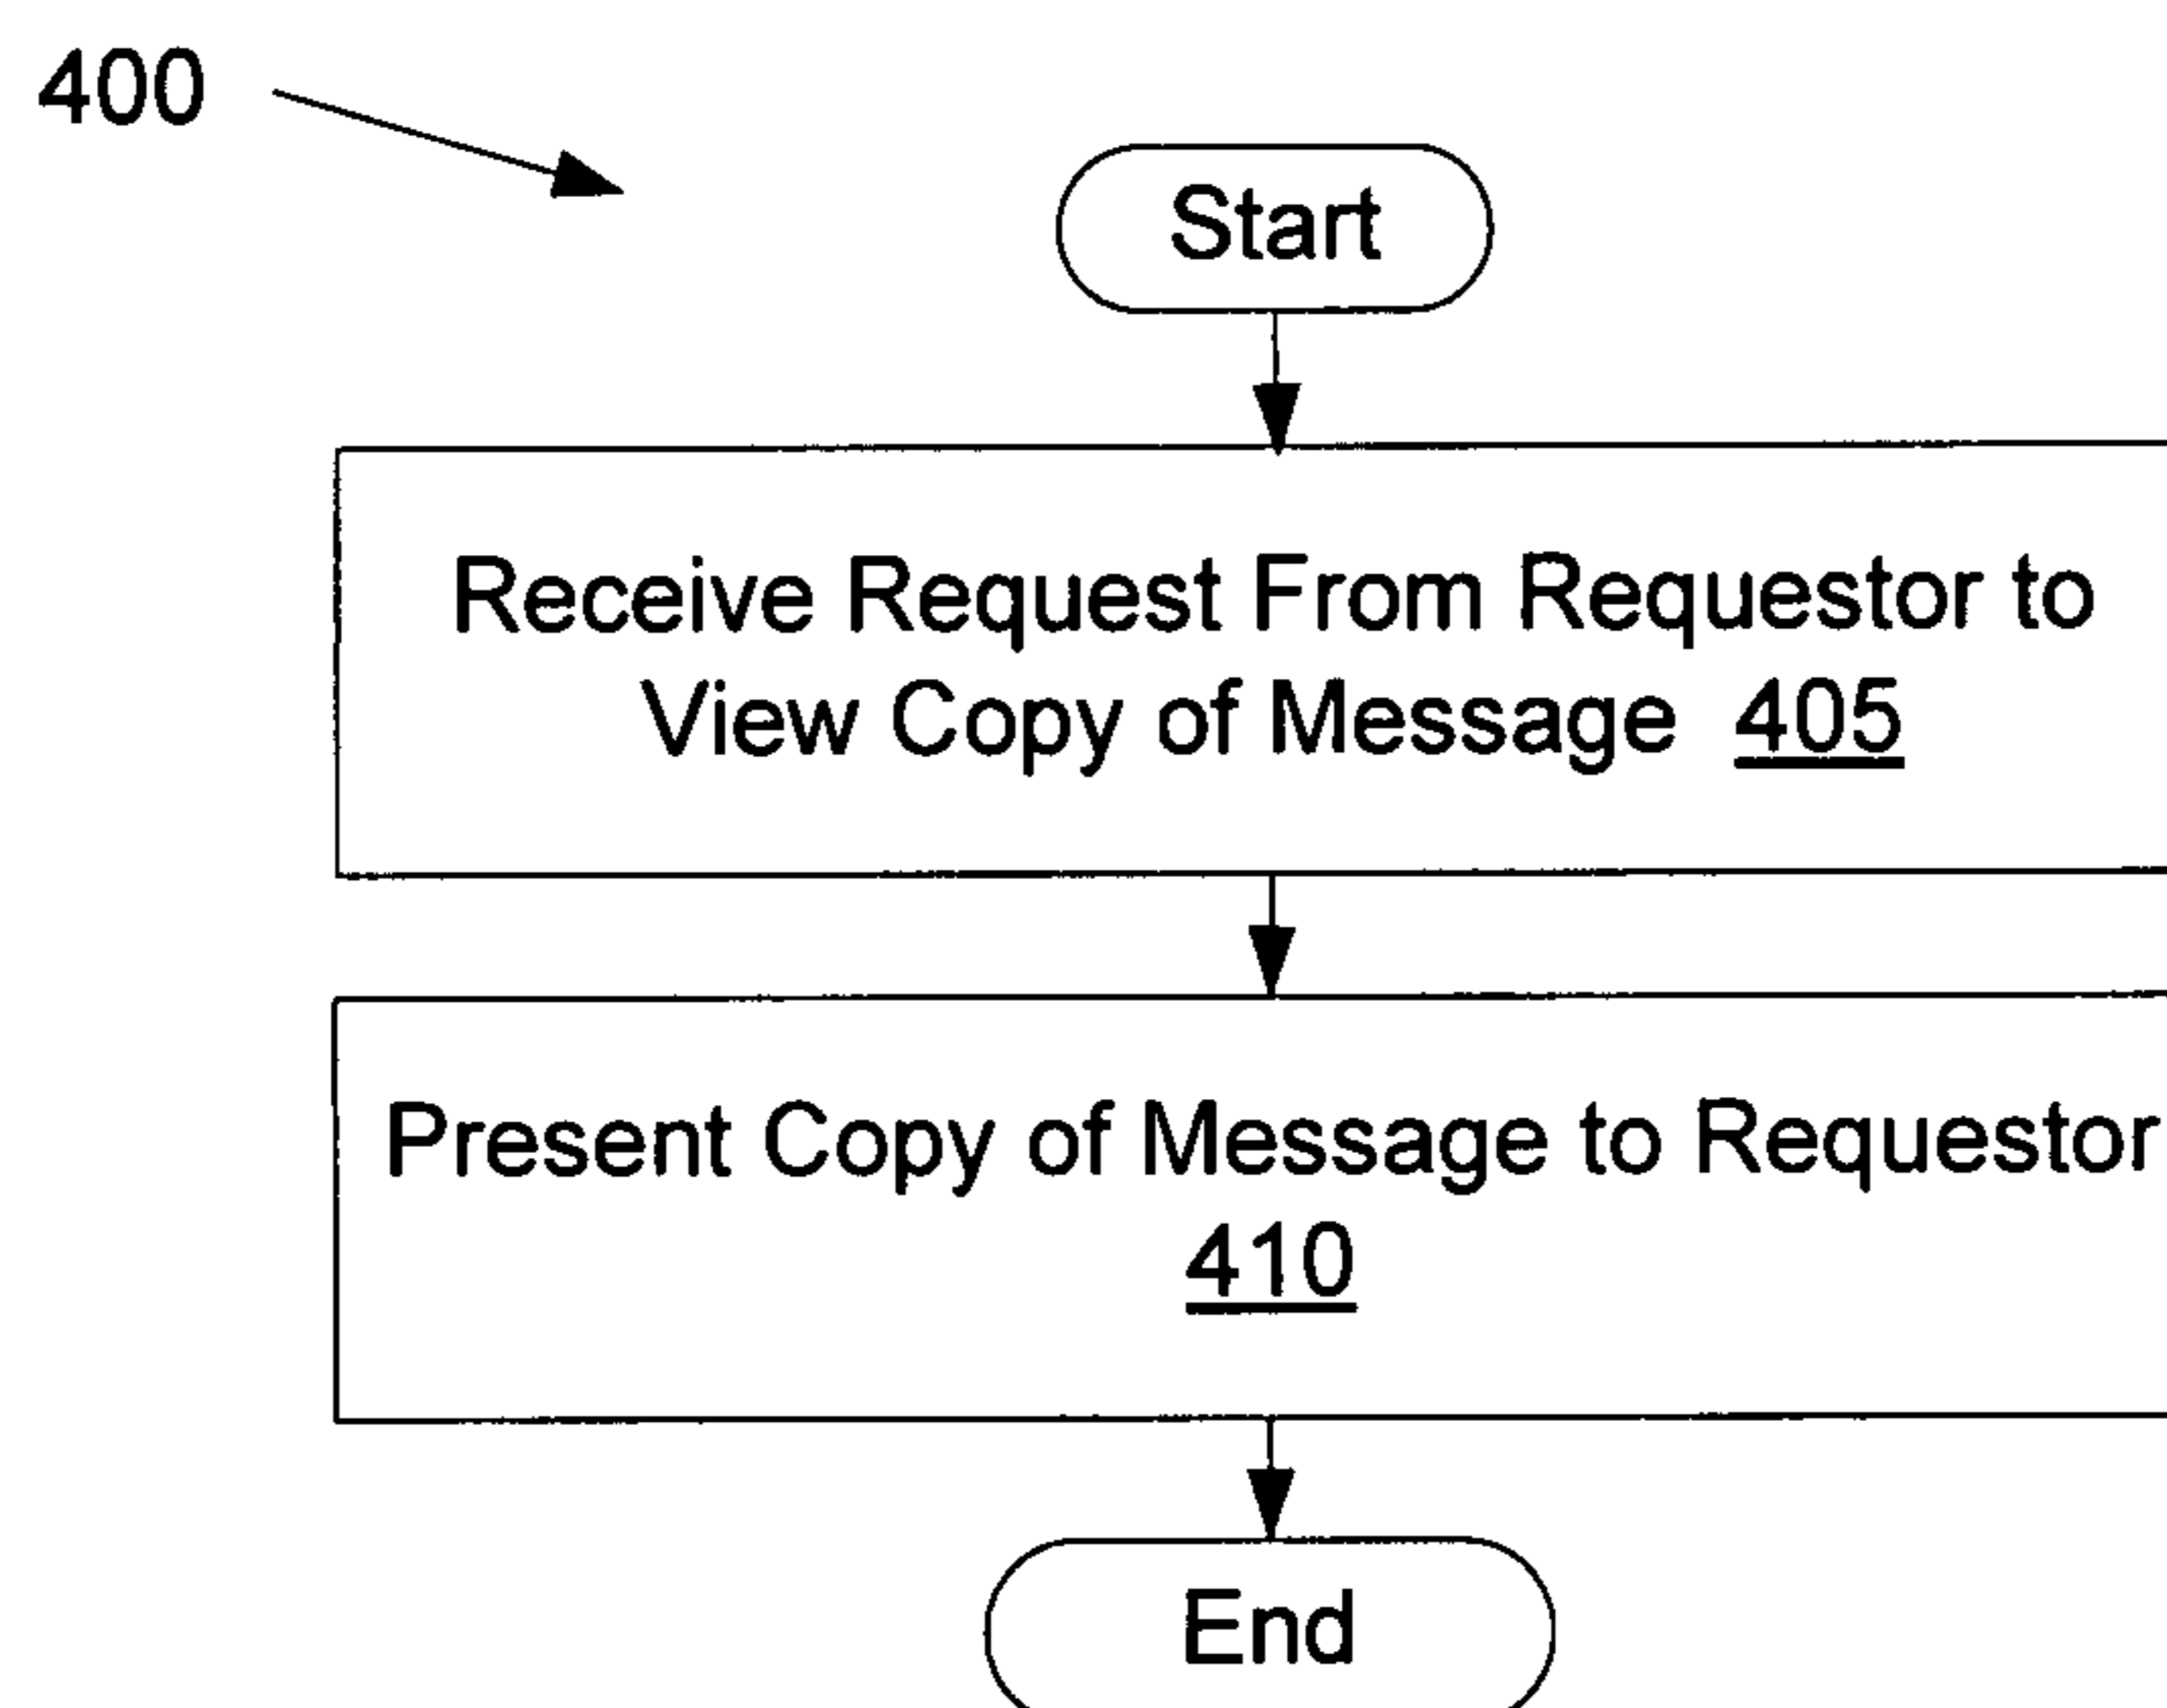 400
Start
Receive Request From Requestor to
View Copy of Message 405
Present Copy of Message to Requestor
410
End